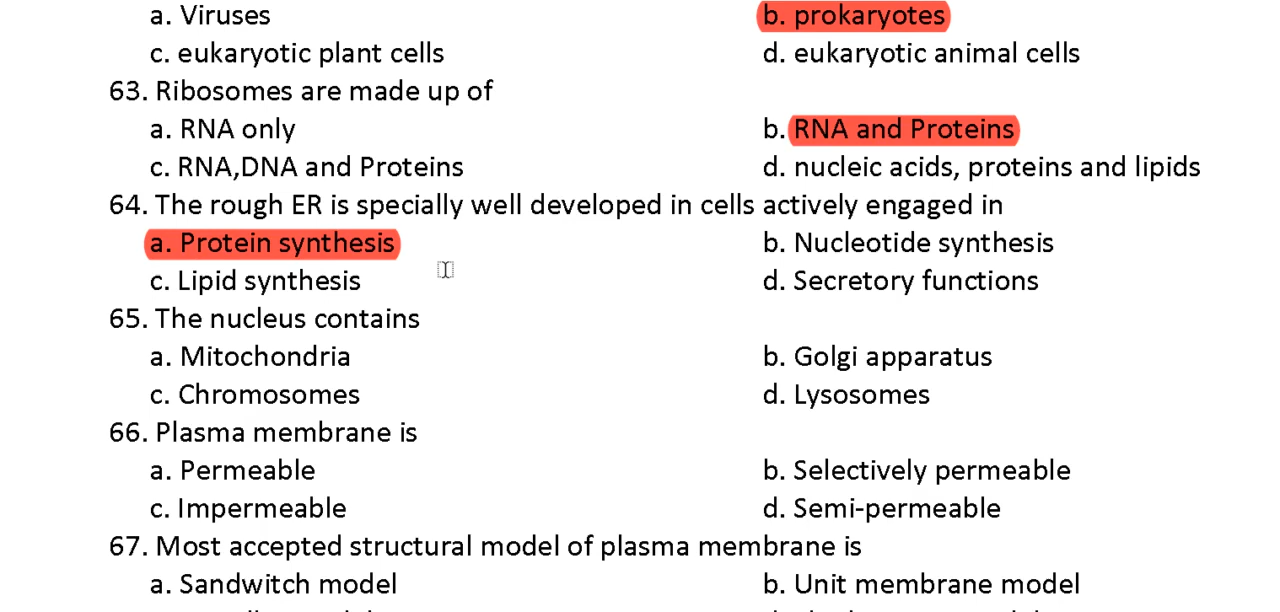 a. Viruses b. prokaryotes
c. eukaryotic plant cells d. eukaryotic animal cells
63. Ribosomes are made up of
a. RNA only b. RNA and Proteins
c. RNA,DNA and Proteins d. nucleic acids, proteins and lipids
64. The rough ER is specially well developed in cells actively engaged in
a. Protein synthesis b. Nucleotide synthesis
c. Lipid synthesis d. Secretory functions
65. The nucleus contains
a. Mitochondria b. Golgi apparatus
c. Chromosomes d. Lysosomes
66. Plasma membrane is
a. Permeable b. Selectively permeable
c. Impermeable d. Semi-permeable
67. Most accepted structural model of plasma membrane is
a. Sandwitch model b. Unit membrane model